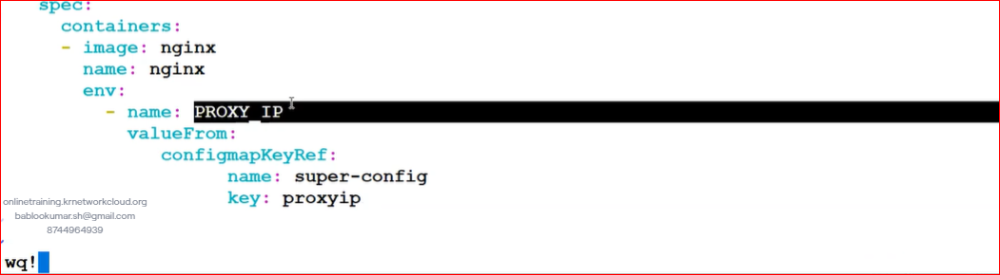 spec:
containers:
- image: nginx
name: nginx
env:
- name: PROXY_IP
valueFrom:
configmapKeyRef:
name: super-config
key: proxyip
onlinetraining.krnetworkcloud.org
bablookumar.sh@gmail.com
8744964939
wq!